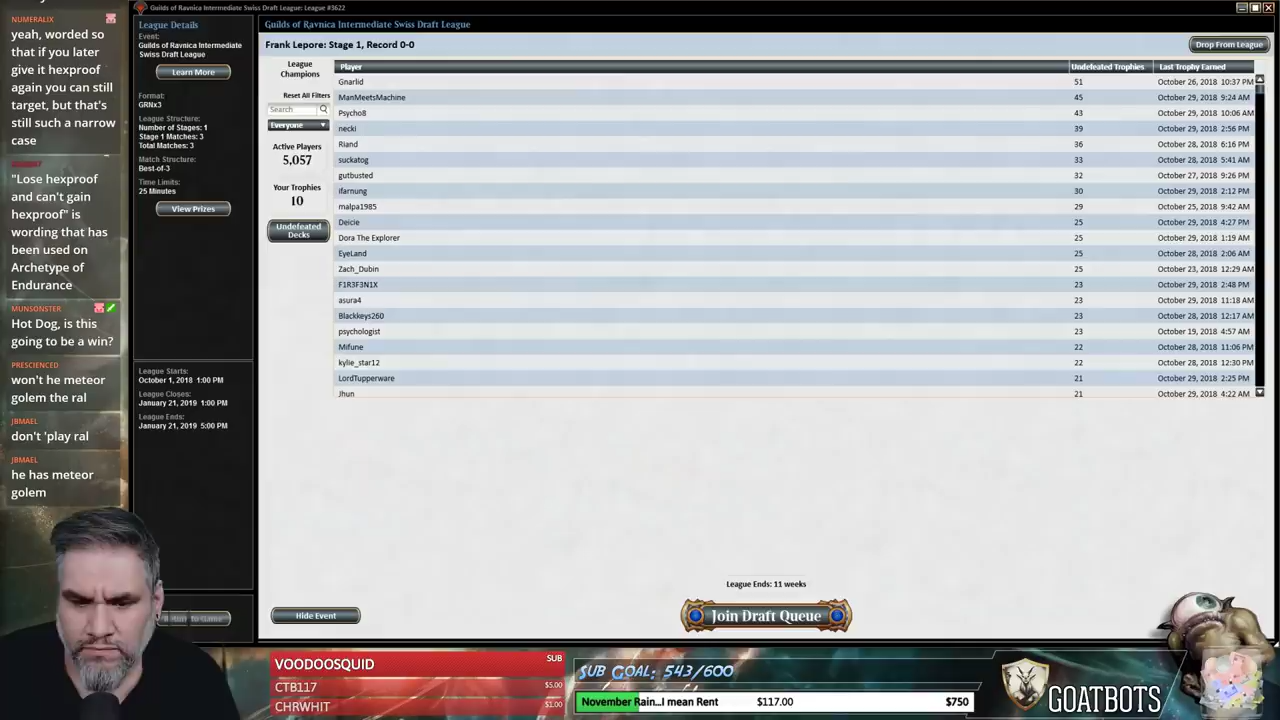 NUMERALIX
yeah, worded so
that if you later
give it hexproof
again you can still
target, but that's
still such a narrow
case
"Lose hexproof
and can't gain
hexproof" is
wording that has
been used on
Archetype of
Endurance
MUNSONSTER
Hot Dog, is this
going to be a win?
PRESCIENCED
won't he meteor
golem the ral
JBMAEL
don't 'play ral
JBMAEL
he has meteor
golem
Guilds of Ravnica Intermediate Swiss Draft League: League #3622
League Details
Event:
Guilds of Ravnica Intermediate
Swiss Draft League
Learn More
Format:
GRNx3
League Structure:
Number of Stages: 1
Stage 1 Matches: 3
Total Matches: 3
Match Structure:
Best-of-3
Time Limits:
25 Minutes
View Prizes
League Starts:
October 1, 2018 1:00 PM
League Closes:
January 21, 2019 1:00 PM
League Ends:
January 21, 2019 5:00 PM
Return to Game
Guilds of Ravnica Intermediate Swiss Draft League
Frank Lepore: Stage 1, Record 0-0
Drop From League
League
Champions
Reset All Filters
Search
Everyone
Active Players
5,057
Your Trophies
10
Undefeated
Decks
Player Undefeated Trophies Last Trophy Earned
Gnarlid 51 October 26, 2018 10:37 PM
ManMeetsMachine 45 October 29, 2018 9:24 AM
Psycho8 43 October 29, 2018 10:06 AM
necki 39 October 29, 2018 2:56 PM
Riand 36 October 28, 2018 6:16 PM
suckatog 33 October 28, 2018 5:41 AM
gutbusted 32 October 27, 2018 9:26 PM
ifarnung 30 October 29, 2018 2:12 PM
malpa1985 29 October 25, 2018 9:42 AM
Deicie 25 October 29, 2018 4:27 PM
Dora The Explorer 25 October 29, 2018 1:19 AM
EyeLand 25 October 28, 2018 2:06 AM
Zach_Dubin 25 October 23, 2018 12:29 AM
F1R3F3N1X 23 October 29, 2018 2:48 PM
asura4 23 October 29, 2018 11:18 AM
Blackkeys260 23 October 28, 2018 12:17 AM
psychologist 23 October 19, 2018 4:57 AM
Mifune 22 October 28, 2018 11:06 PM
kylie_star12 22 October 28, 2018 12:30 PM
LordTupperware 21 October 29, 2018 2:25 PM
Jhun 21 October 29, 2018 4:22 AM
League Ends: 11 weeks
Hide Event
Join Draft Queue
VOODOOSQUID SUB
CTB117 $5.00
CHRWHIT $1.00
SUB GOAL: 543/600
November Rain...I mean Rent $117.00 $750
GOATBOTS